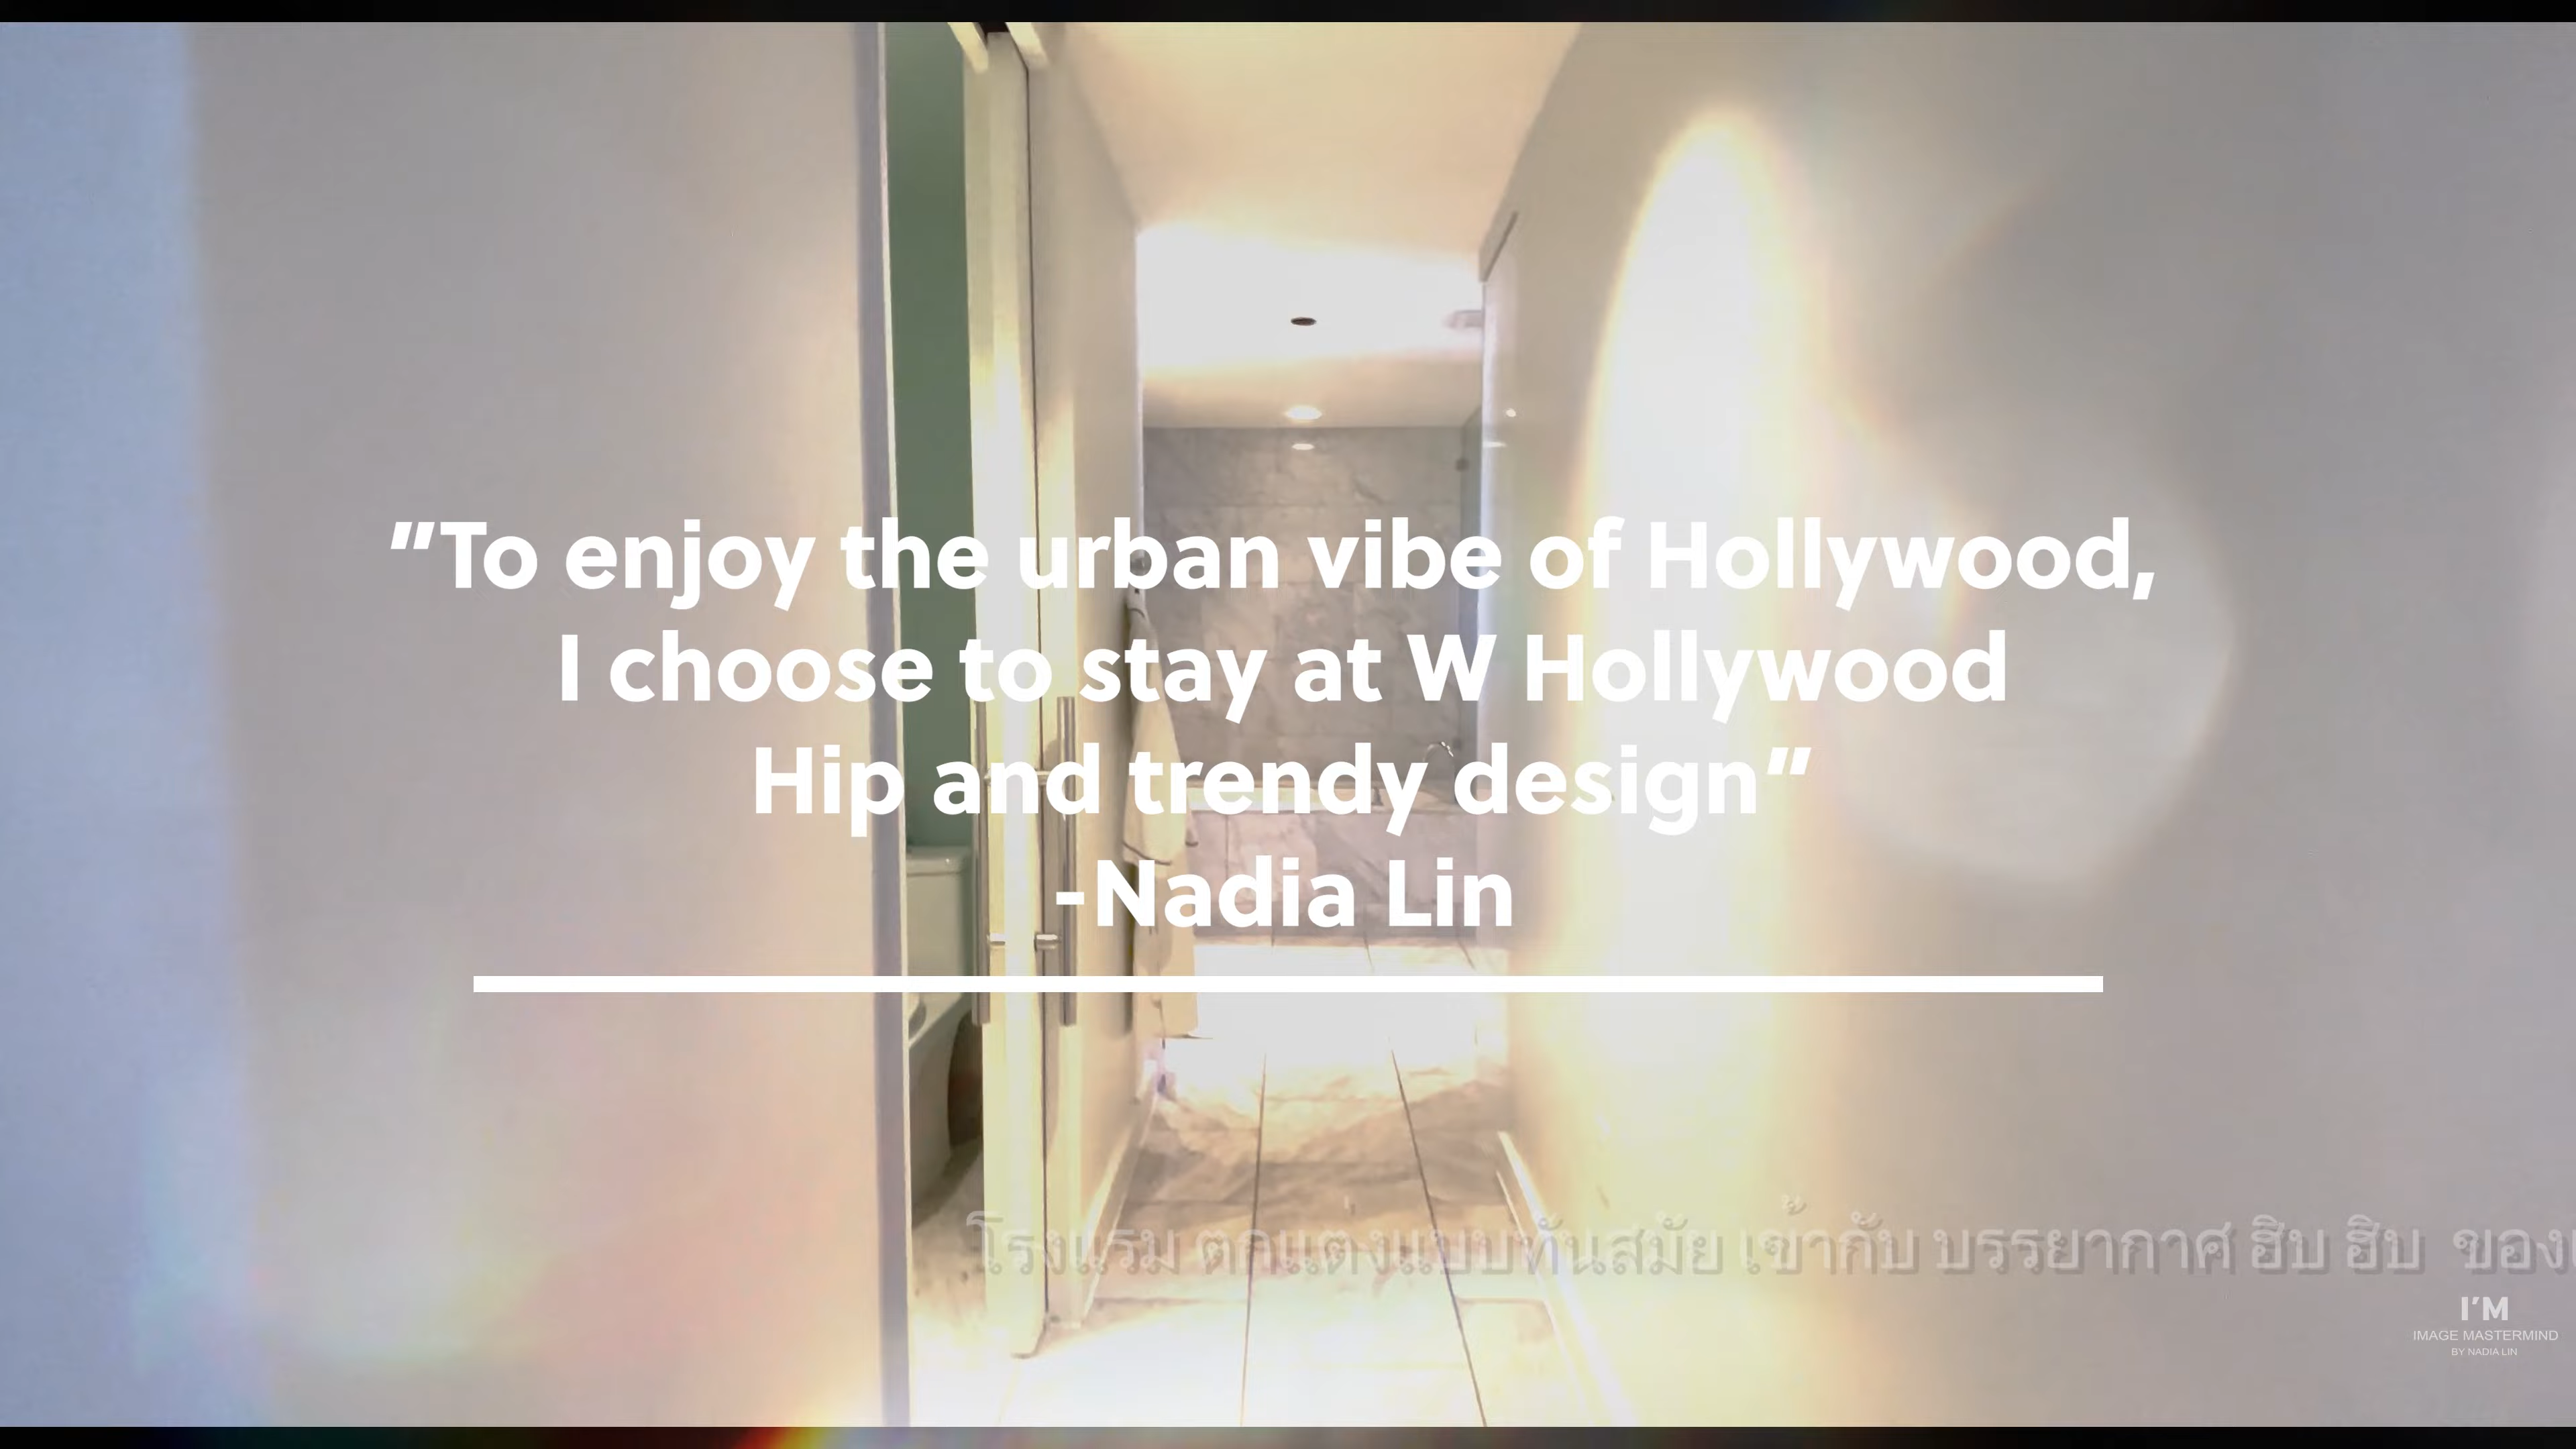 "To enjoy the urban vibe of Hollywood,
I choose to stay at W Hollywood
Hip and trendy design"
-Nadia Lin
โรงแรม ตกแต่งแบบทันสมัย เข้ากับ บรรยากาศ ฮิบ ฮิบ ของ
I'M
IMAGE MASTERMIND
BY NADIA LIN